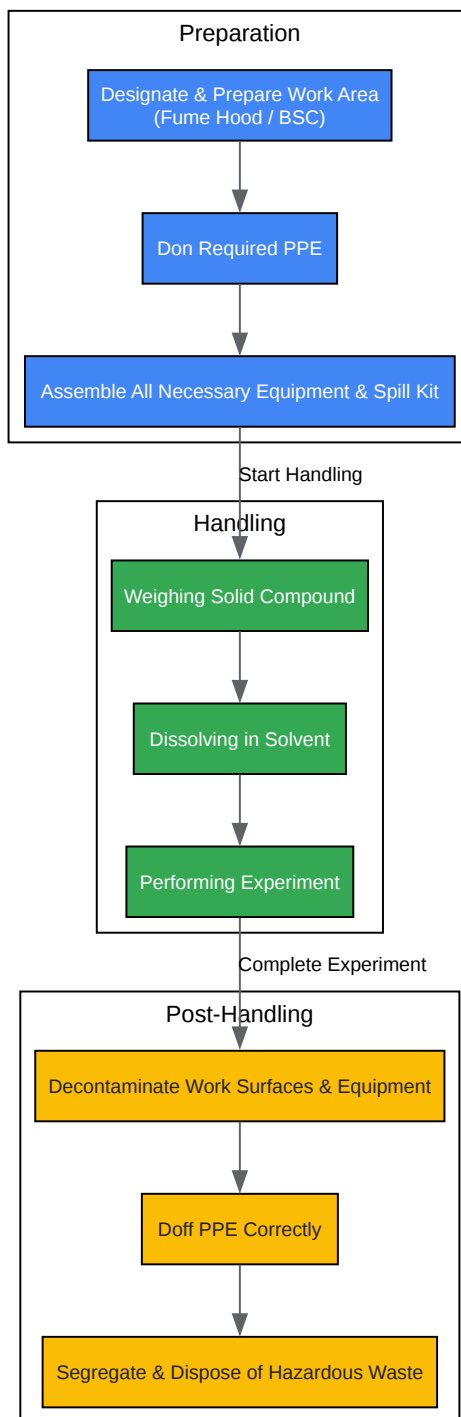 Preparation
Designate & Prepare Work Area
(Fume Hood / BSC)
Don Required PPE
Assemble All Necessary Equipment & Spill Kit
Start Handling
Handling
Weighing Solid Compound
Dissolving in Solvent
Performing Experiment
Complete Experiment
Post-Handling
Decontaminate Work Surfaces & Equipment
Doff PPE Correctly
Segregate & Dispose of Hazardous Waste